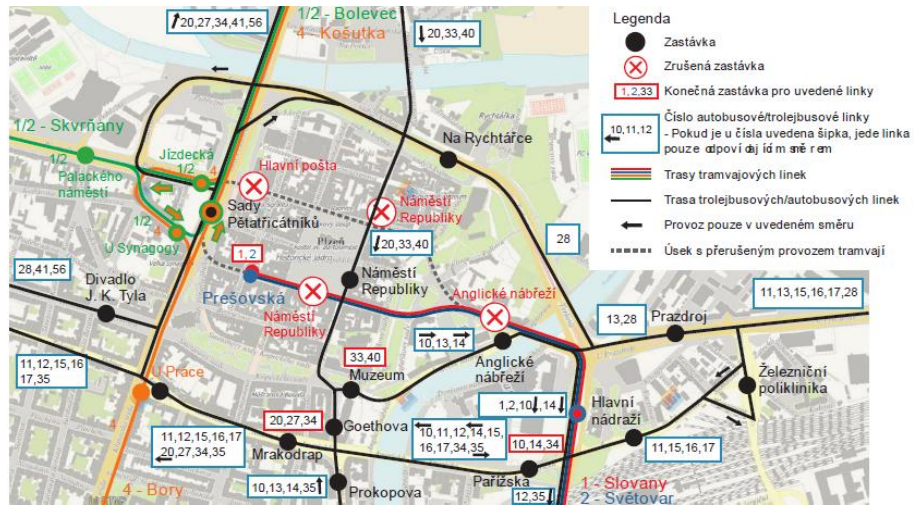 20,27,34,41,56
1/2 - Bolevec
4 - Košutka
20,33,40
1/2 - Skvrňany
1/2
Palackého
náměstí
Jízdecká
1/2
4
Hlavní pošta
Sady
Pětatřicátníků
1/2
4
U Synagogy
Na Rychtářce
Náměstí
Republiky
20,33,40
28
1,2
Prešovská
Náměstí
Republiky
Náměstí
Republiky
Anglické nábřeží
28,41,56
Divadlo
J. K. Tyla
10,13,14
Anglické
nábřeží
13,28
Prazdroj
11,13,15,16,17,28
Železniční
poliklinika
11,12,15,16
17,35
U Práce
4
33,40
Muzeum
1,2,10,14
Hlavní
nádraží
20,27,34
Goethova
11,12,15,16,17
20,27,34,35
Mrakodrap
10,11,12,14,15,
16,17,34,35
10,14,34
11,15,16,17
Pařížská
4 - Bory
10,13,14,35
Prokopova
12,35
1 - Slovany
2 - Světovar
Legenda
Zastávka
Zrušená zastávka
1,2,33
Konečná zastávka pro uvedené linky
10,11,12
Číslo autobusové/trolejbusové linky
- Pokud je u čísla uvedena šipka, jede linka
pouze
Trasy tramvajových linek
Trasa trolejbusových/autobusových linek
Provoz pouze v uvedeném směru
Úsek s přerušeným provozem tramvají